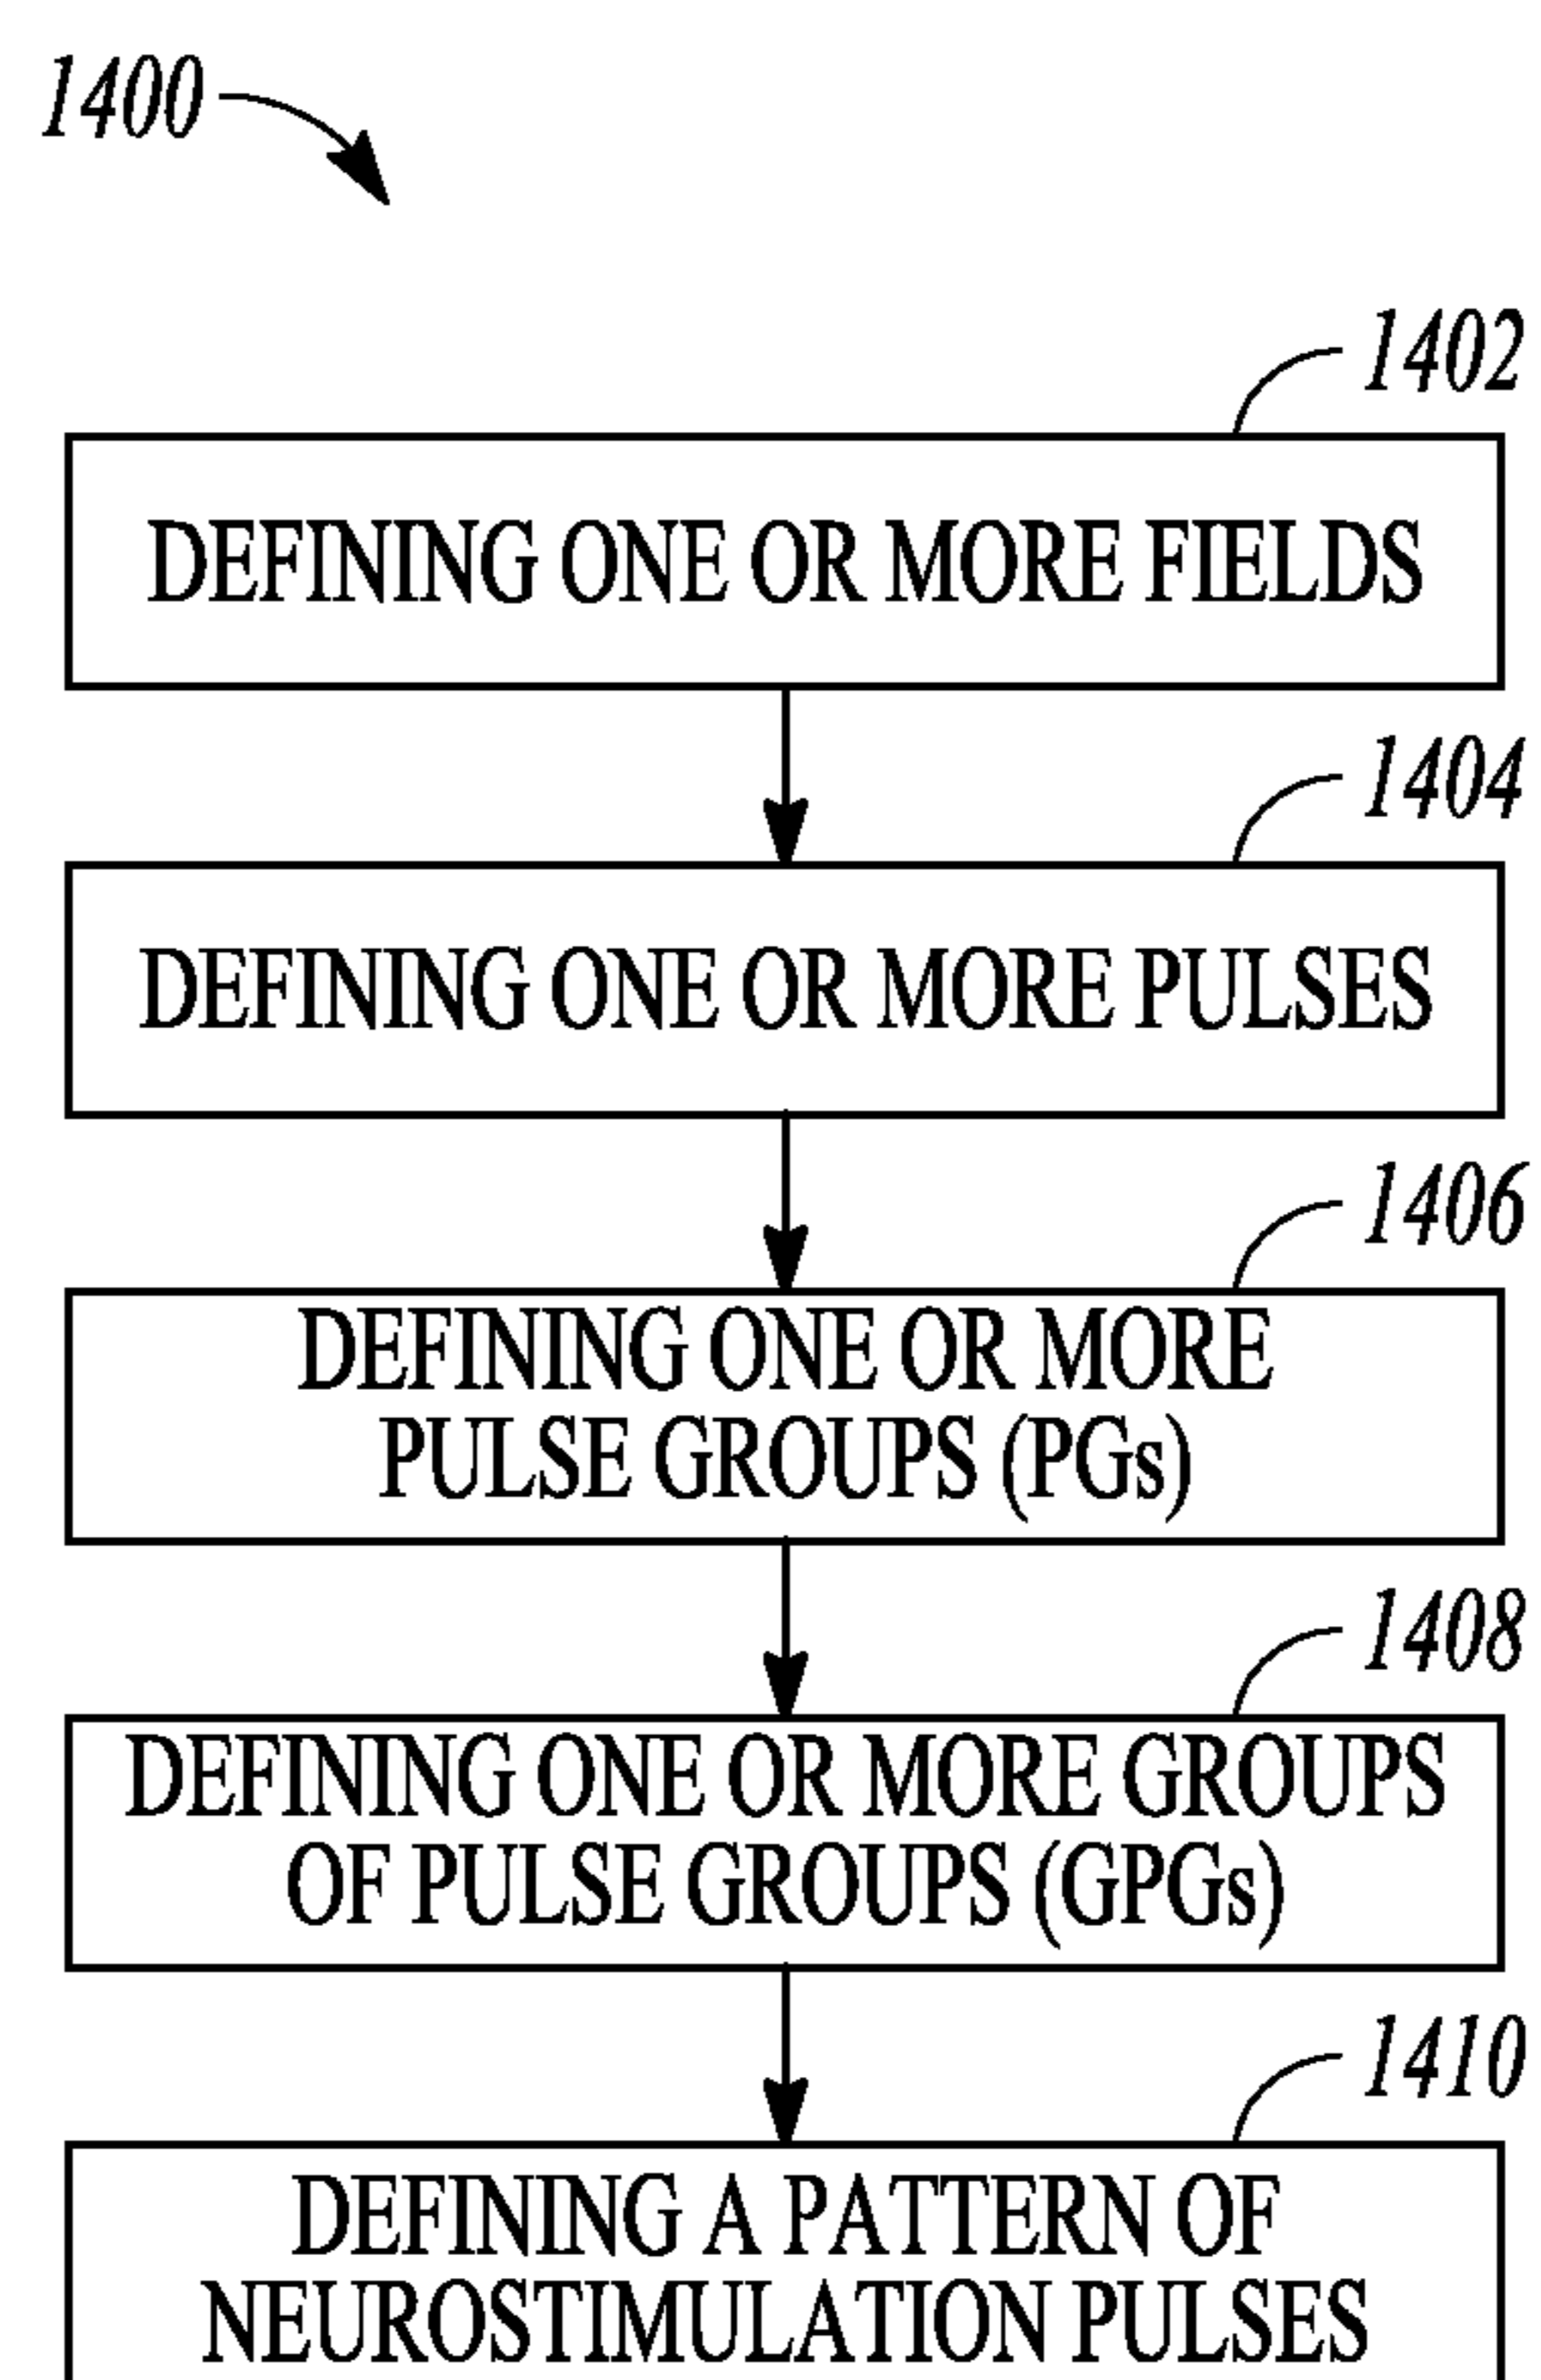 1400
1402
DEFINING ONE OR MORE FIELDS
1404
DEFINING ONE OR MORE PULSES
1406
DEFINING ONE OR MORE
PULSE GROUPS (PGs)
1408
DEFINING ONE OR MORE GROUPS
OF PULSE GROUPS (GPGs)
1410
DEFINING A PATTERN OF
NEUROSTIMULATION PULSES